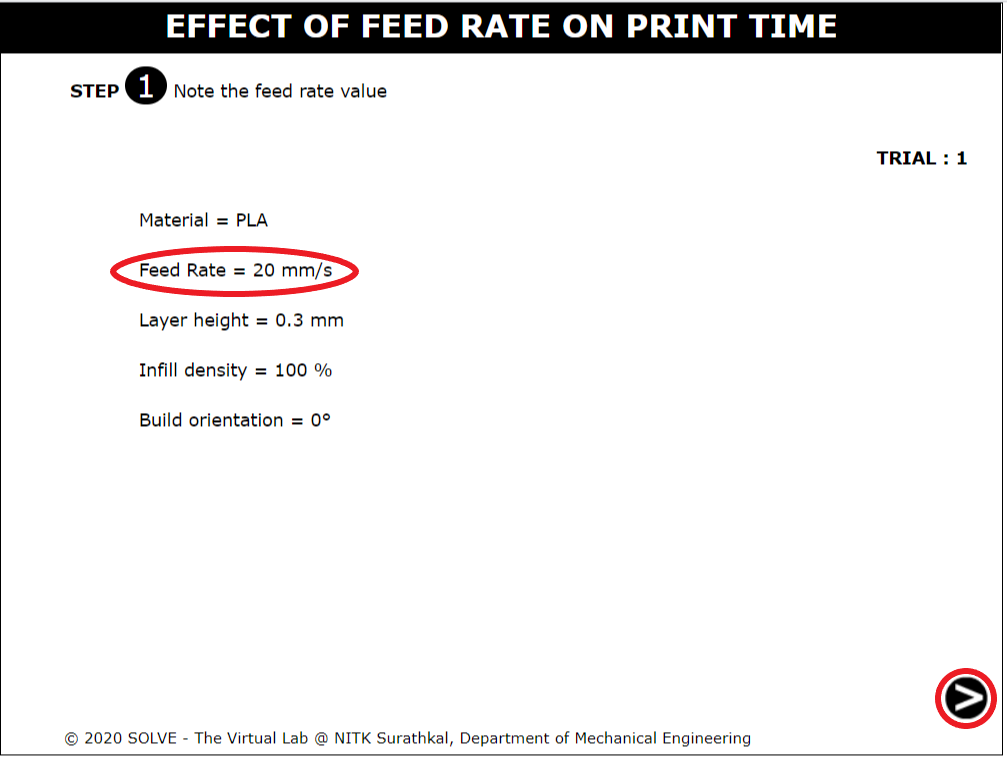 EFFECT OF FEED RATE ON PRINT TIME
STEP 1 Note the feed rate value
TRIAL : 1
Material = PLA
Feed Rate = 20 mm/s
Layer height = 0.3 mm
Infill density = 100 %
Build orientation = 0°
>
© 2020 SOLVE - The Virtual Lab @ NITK Surathkal, Department of Mechanical Engineering